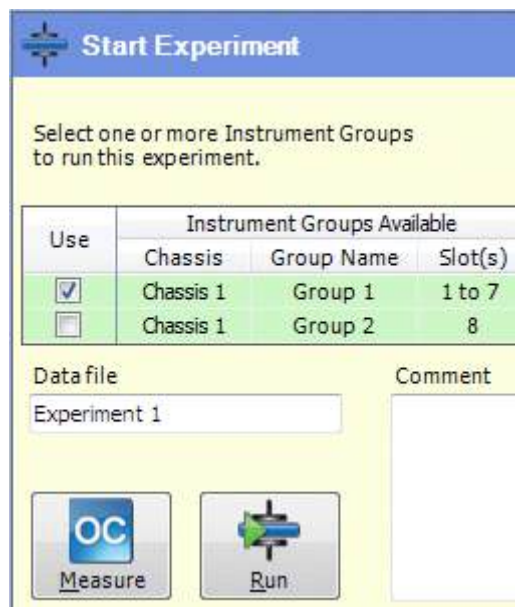 Start Experiment
Select one or more Instrument Groups
to run this experiment.
Use
Instrument Groups Available
Chassis Group Name Slot(s)
Chassis 1 Group 1 1 to 7
Chassis 1 Group 2 8
Data file Comment
Experiment 1
OC
Measure Run